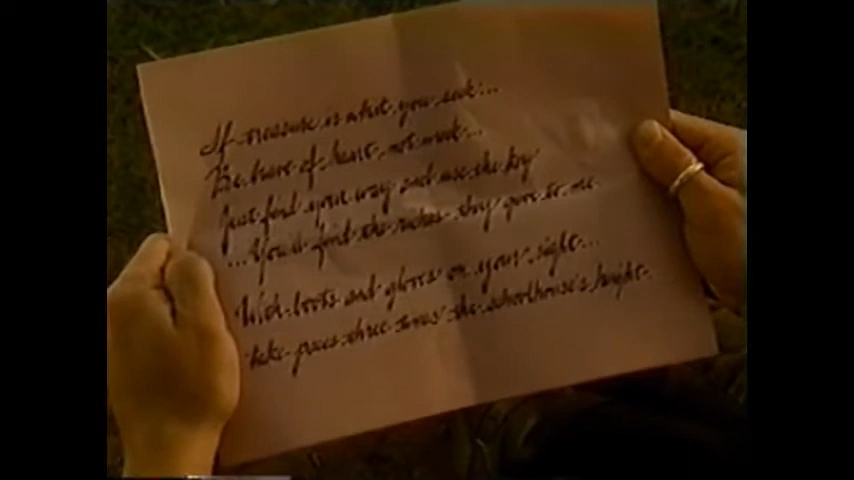 If treasure is what you seek...
Be brave of heart, not meek...
Just find your way and use the key
...You'll find the riches they gave to me.
With boots and gloves on your right...
take paces three times the schoolhouse's height.